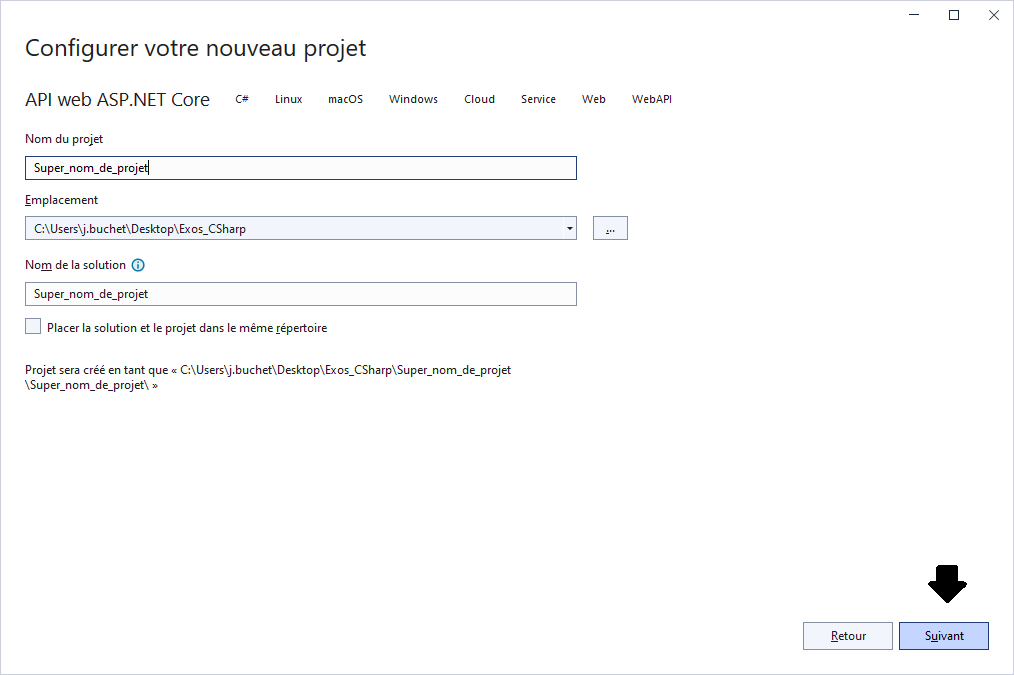 Configurer votre nouveau projet
API web ASP.NET Core C# Linux macOS Windows Cloud Service Web WebAPI
Nom du projet
Super_nom_de_projet
Emplacement
C:\Users\j.buchet\Desktop\Exos_CSharp
...
Nom de la solution
Super_nom_de_projet
Placer la solution et le projet dans le même répertoire
Projet sera créé en tant que « C:\Users\j.buchet\Desktop\Exos_CSharp\Super_nom_de_projet
\Super_nom_de_projet\ »
Retour Suivant